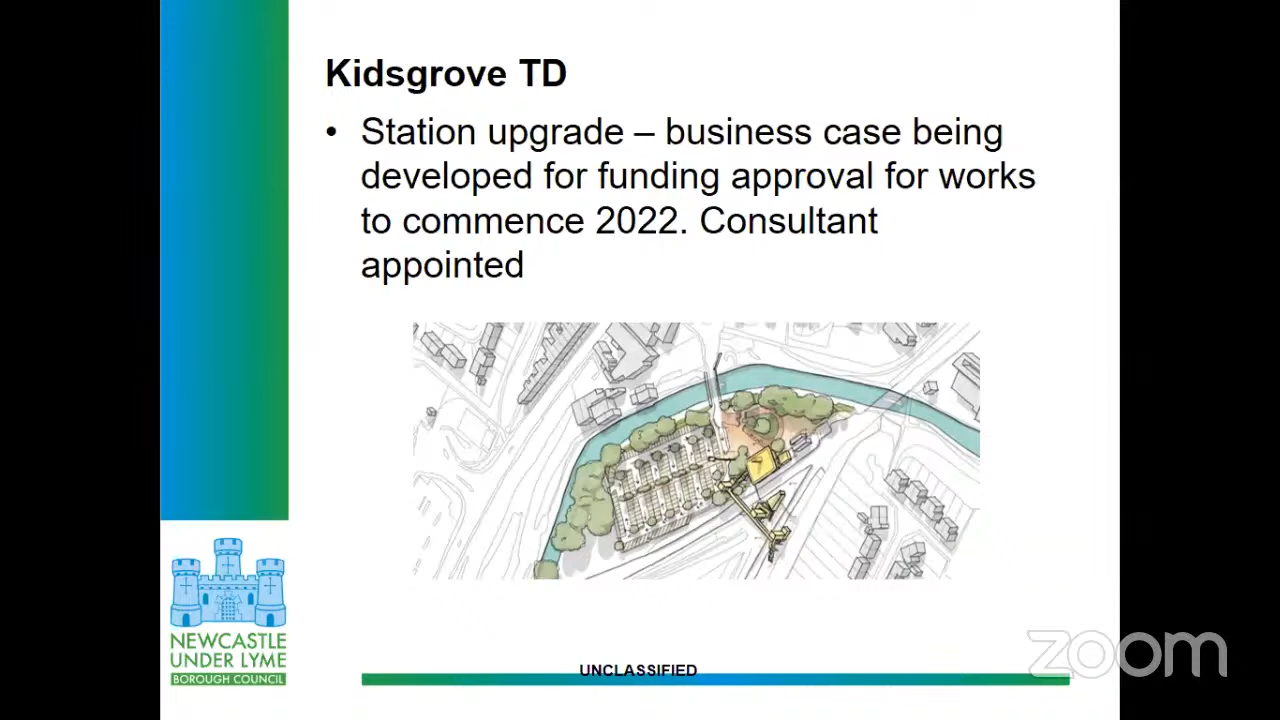 Kidsgrove TD
• Station upgrade – business case being
developed for funding approval for works
to commence 2022. Consultant
appointed
NEWCASTLE
UNDER LYME
BOROUGH COUNCIL
UNCLASSIFIED
zoom